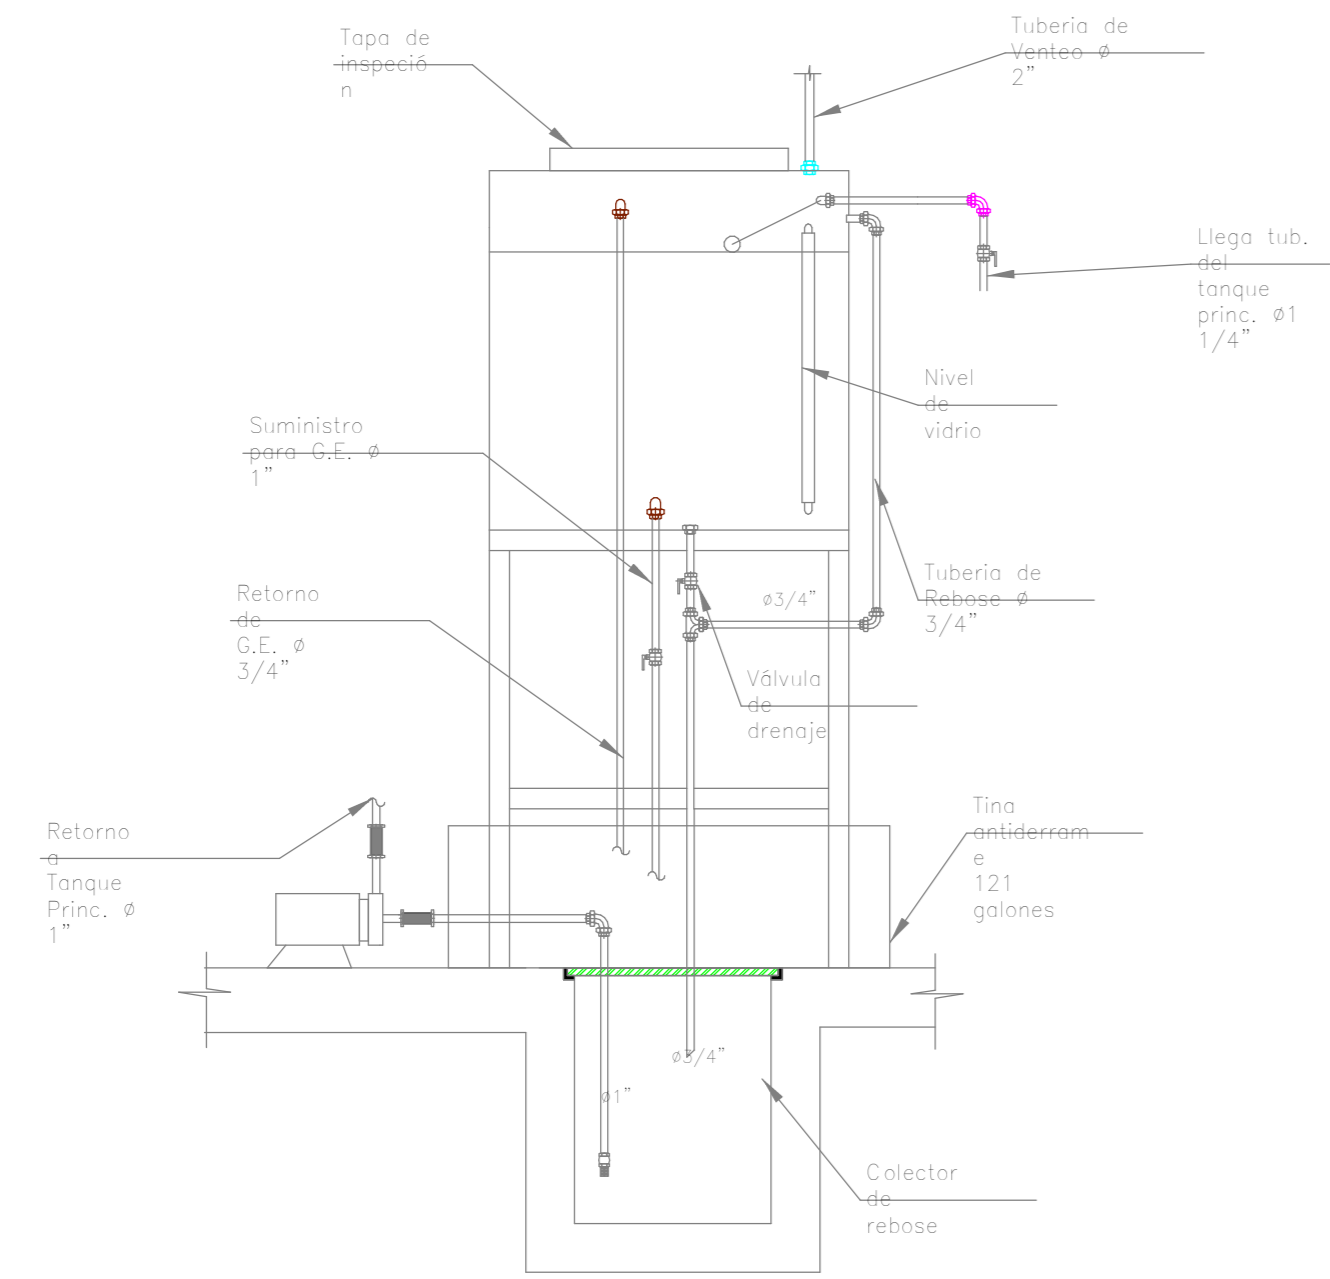 Tapa de
inspeció
n
Tuberia de
Venteo ø
2"
Llega tub.
del
tanque
princ. ø1
1/4"
Nivel
de
vidrio
Suministro
para G.E. ø
1"
Retorno
de
G.E. ø
3/4"
ø3/4"
Tuberia de
Rebose ø
3/4"
Válvula
de
drenaje
Retorno
a
Tanque
Princ. ø
1"
Tina
antiderram
e
121
galones
ø3/4"
ø1"
Colector
de
rebose